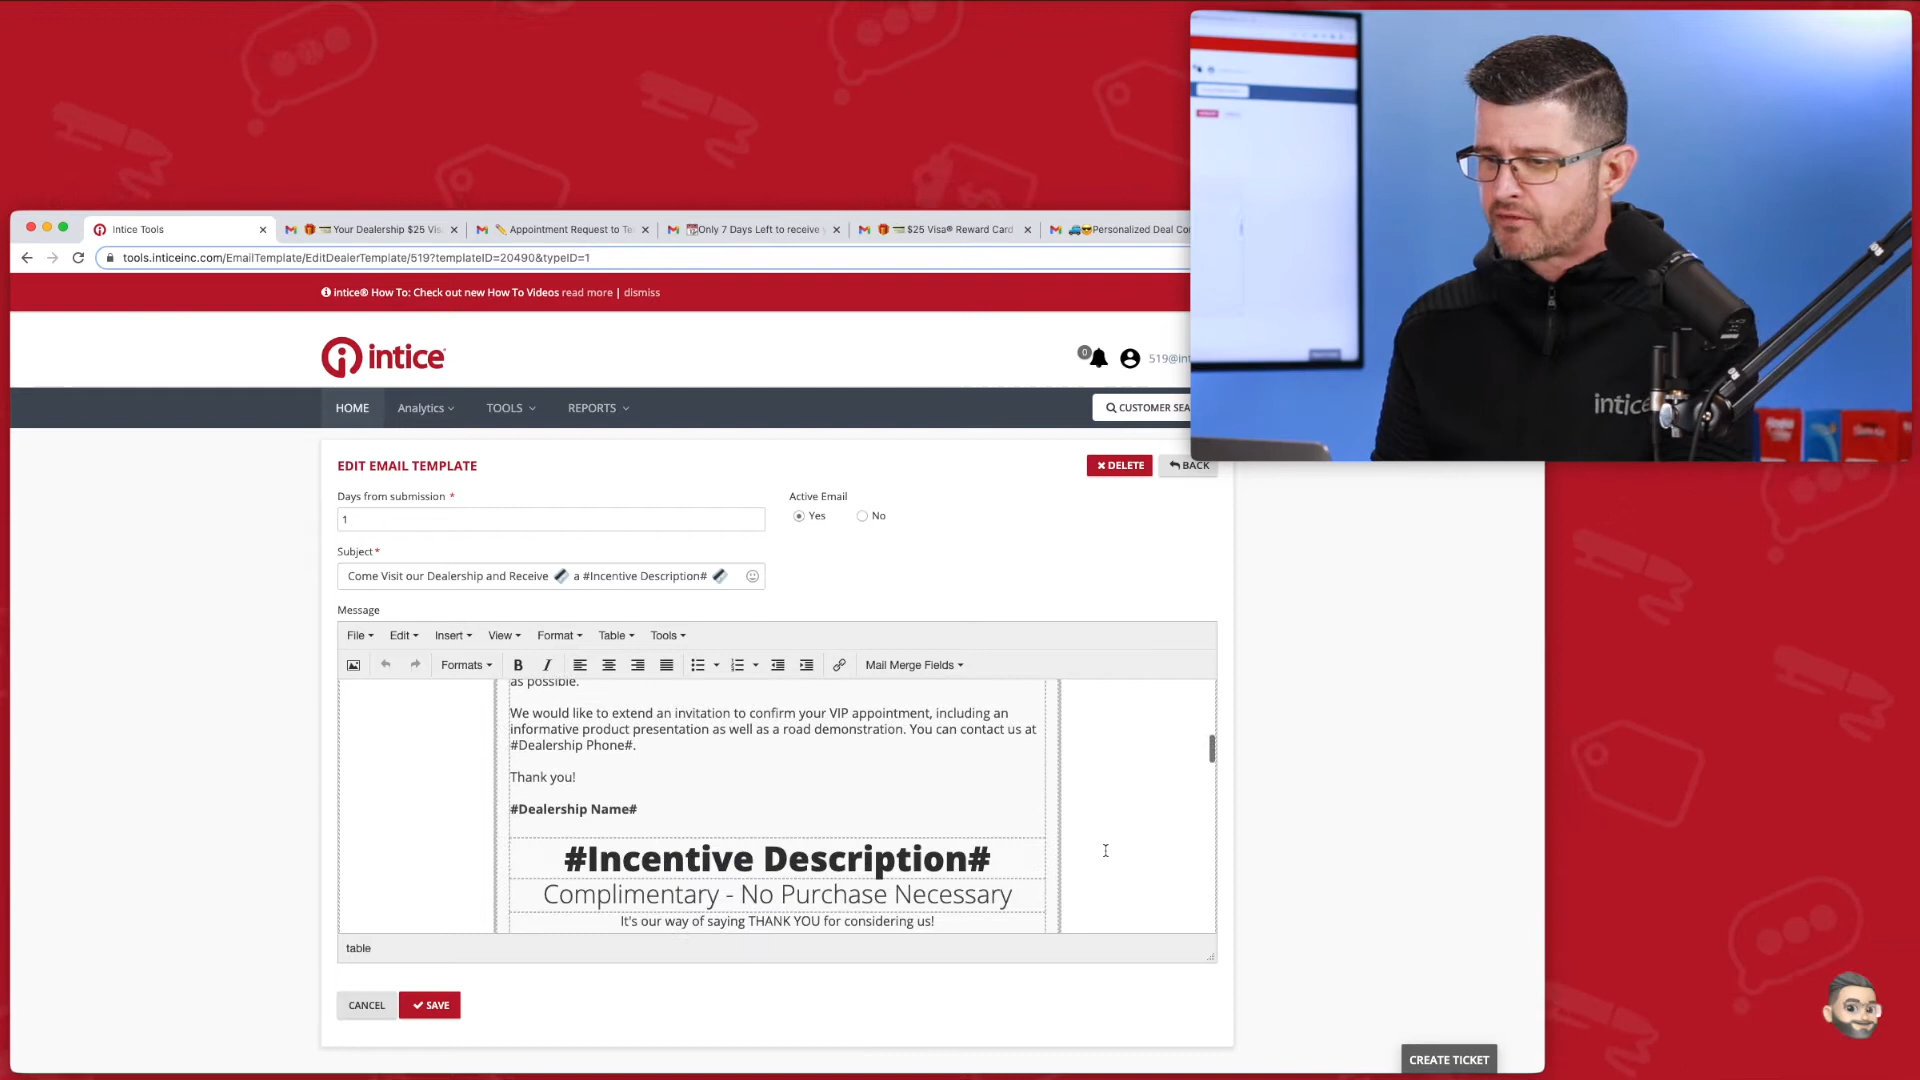 Intice Tools
Your Dealership $25 Vis
Appointment Request to Te
Only 7 Days Left to receive
$25 Visa® Reward Card
Personalized Deal Co
tools.inticeinc.com/EmailTemplate/EditDealerTemplate/519?templateID=20490&typeID=1
intice® How To: Check out new How To Videos read more | dismiss
intice
0
519@int
HOME Analytics TOOLS REPORTS
CUSTOMER SEA
intice
EDIT EMAIL TEMPLATE
DELETE
BACK
Days from submission *
Active Email
1
Yes No
Subject *
Come Visit our Dealership and Receive a #Incentive Description#
Message
File Edit Insert View Format Table Tools
Formats B I Mail Merge Fields
as possible.
We would like to extend an invitation to confirm your VIP appointment, including an
informative product presentation as well as a road demonstration. You can contact us at
#Dealership Phone#.
Thank you!
#Dealership Name#
#Incentive Description#
Complimentary - No Purchase Necessary
It's our way of saying THANK YOU for considering us!
table
CANCEL SAVE
CREATE TICKET